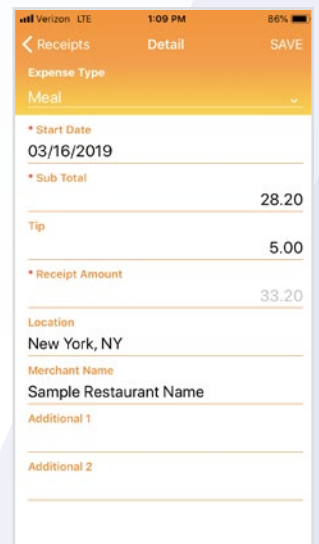 Verizon LTE 1:09 PM 86%
Receipts Detail SAVE
Expense Type
Meal
* Start Date
03/16/2019
* Sub Total
28.20
Tip
5.00
* Receipt Amount
33.20
Location
New York, NY
Merchant Name
Sample Restaurant Name
Additional 1
Additional 2